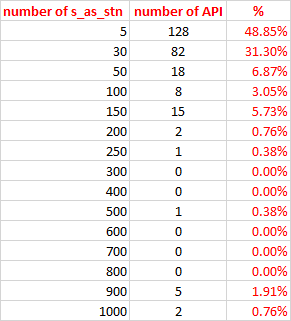 number of s_as_stn number of API %
5 128 48.85%
30 82 31.30%
50 18 6.87%
100 8 3.05%
150 15 5.73%
200 2 0.76%
250 1 0.38%
300 0 0.00%
400 0 0.00%
500 1 0.38%
600 0 0.00%
700 0 0.00%
800 0 0.00%
900 5 1.91%
1000 2 0.76%